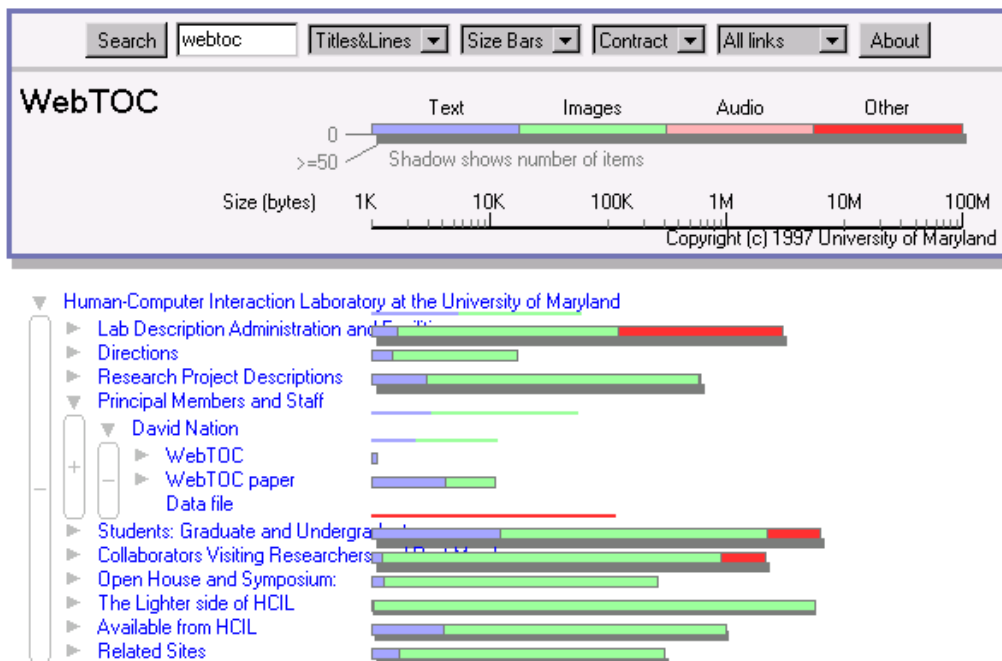 Search webtoc Titles&Lines Size Bars Contract All links About
WebTOC
Text Images Audio Other
0
>=50 Shadow shows number of items
Size (bytes) 1K 10K 100K 1M 10M 100M
Copyright (c) 1997 University of Maryland
Human-Computer Interaction Laboratory at the University of Maryland
Lab Description Administration and
Directions
Research Project Descriptions
Principal Members and Staff
David Nation
WebTOC
WebTOC paper
Data file
Students: Graduate and
Collaborators Visiting Researchers
Open House and Symposium:
The Lighter side of HCIL
Available from HCIL
Related Sites